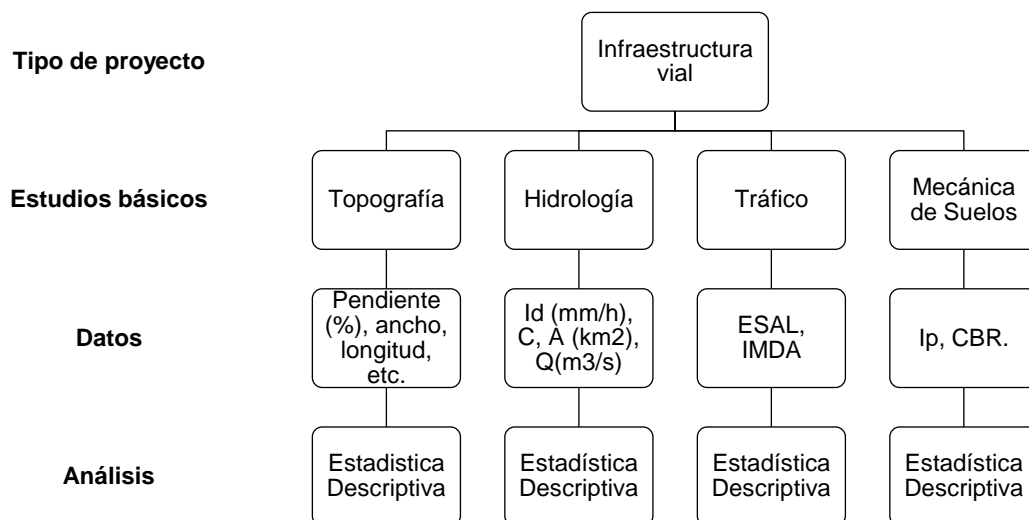 Tipo de proyecto
Infraestructura
vial
Estudios básicos
Topografía
Hidrología
Tráfico
Mecánica
de Suelos
Datos
Pendiente
(%), ancho,
longitud,
etc.
Id (mm/h),
C, A (km2),
Q(m3/s)
ESAL,
IMDA
Ip, CBR.
Análisis
Estadistica
Descriptiva
Estadística
Descriptiva
Estadística
Descriptiva
Estadística
Descriptiva